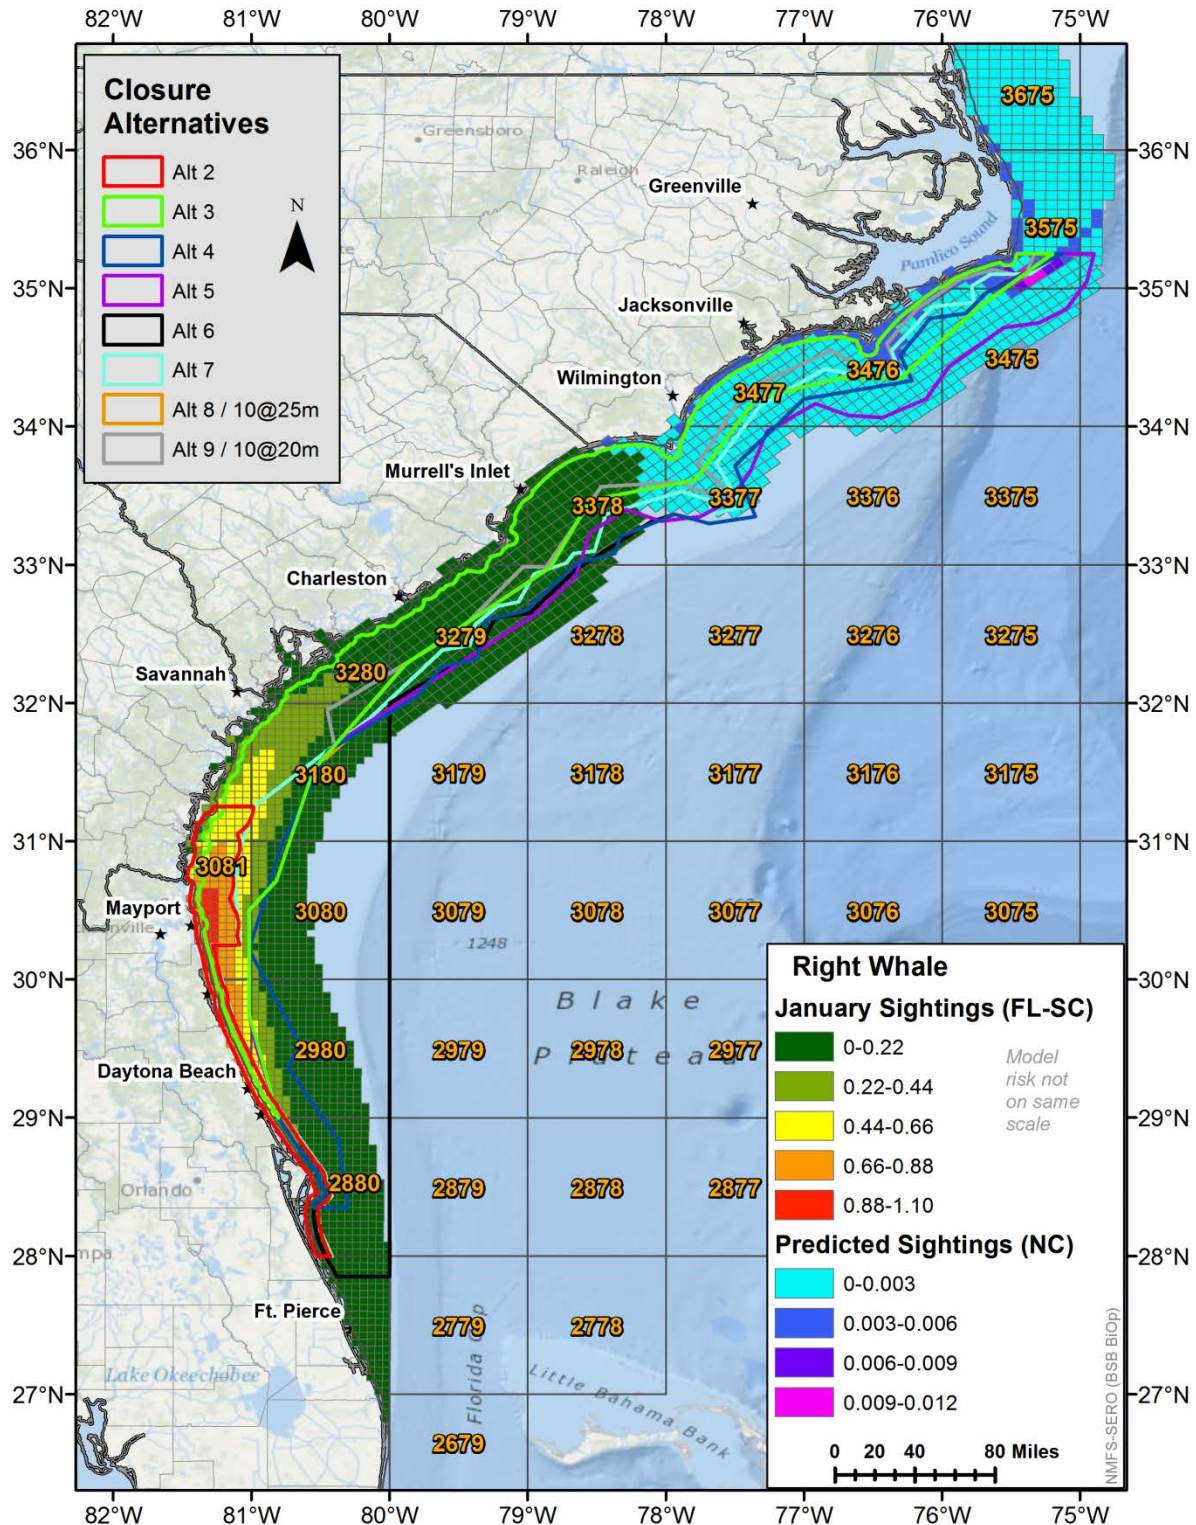 82°W 81°W 80°W 79°W 78°W 77°W 76°W 75°W
Closure
Alternatives
Alt 2
Alt 3
Alt 4
Alt 5
Alt 6
Alt 7
Alt 8 / 10@25m
Alt 9 / 10@20m
N
36°N 36°N
35°N 35°N
34°N 34°N
33°N 33°N
32°N 32°N
31°N 31°N
30°N 30°N
29°N 29°N
28°N 28°N
27°N 27°N
Greensboro
Raleigh
Greenville
Pamlico Sound
Jacksonville
Wilmington
Murrell's Inlet
Charleston
Savannah
Mayport
Daytona Beach
Orlando
Ft. Pierce
Lake Okeechobee
3675
3575
3475
3476
3477
3378 3377 3376 3375
3279 3278 3277 3276 3275
3280
3180 3179 3178 3177 3176 3175
3081
3080 3079 3078 3077 3076 3075
1248
Blake
Plateau
2980 2979 2978 2977
2880 2879 2878 2877
2779 2778
2679
Little Bahama Bank
Right Whale
January Sightings (FL-SC)
0-0.22
0.22-0.44
0.44-0.66
0.66-0.88
0.88-1.10
Model
risk not
on same
scale
Predicted Sightings (NC)
0-0.003
0.003-0.006
0.006-0.009
0.009-0.012
0 20 40 80 Miles
NMFS-SERO (BSB BiOp)
82°W 81°W 80°W 79°W 78°W 77°W 76°W 75°W